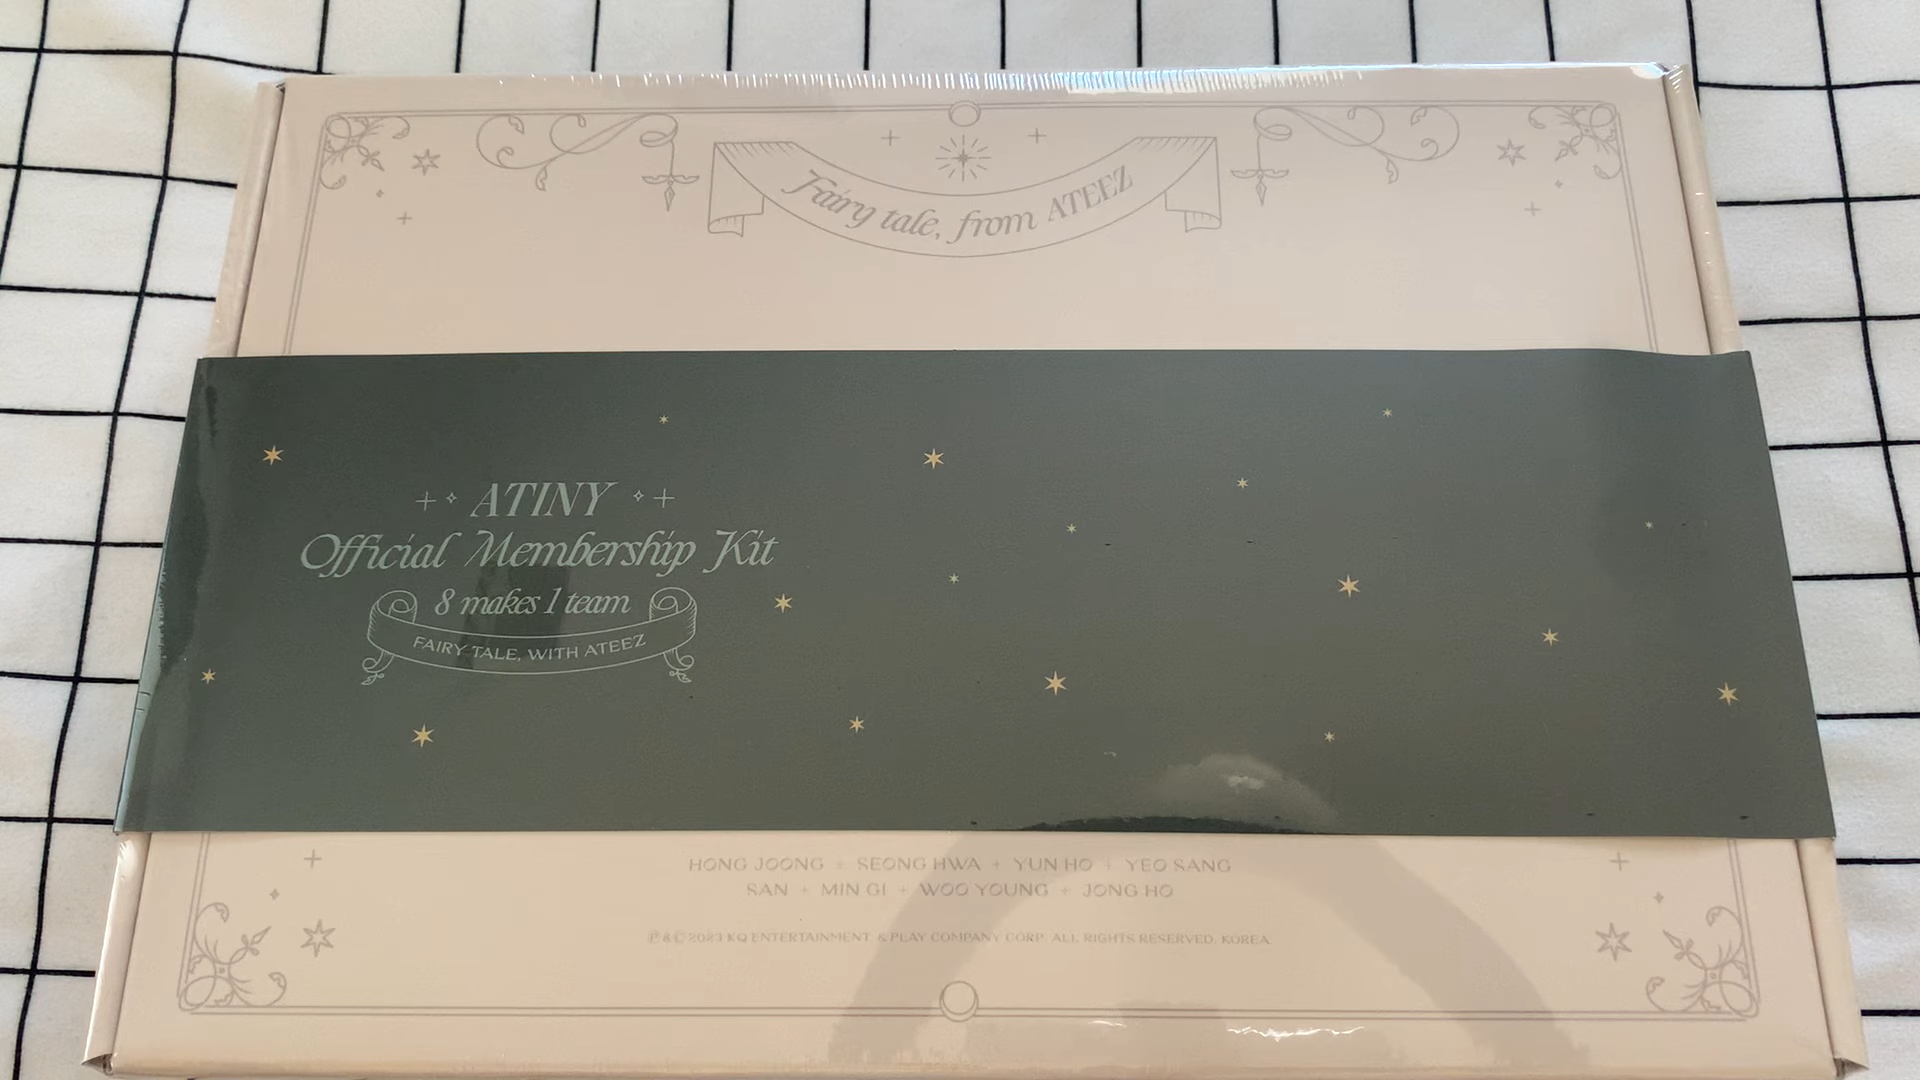 Fairy tale, from ATEEZ
ATINY
Official Membership Kit
8 makes 1 team
FAIRY TALE, WITH ATEEZ
HONG JOONG + SEONG HWA + YUN HO + YEO SANG
SAN + MIN GI + WOO YOUNG + JONG HO
℗ & © 2023 KQ ENTERTAINMENT & PLAY COMPANY CORP. ALL RIGHTS RESERVED. KOREA